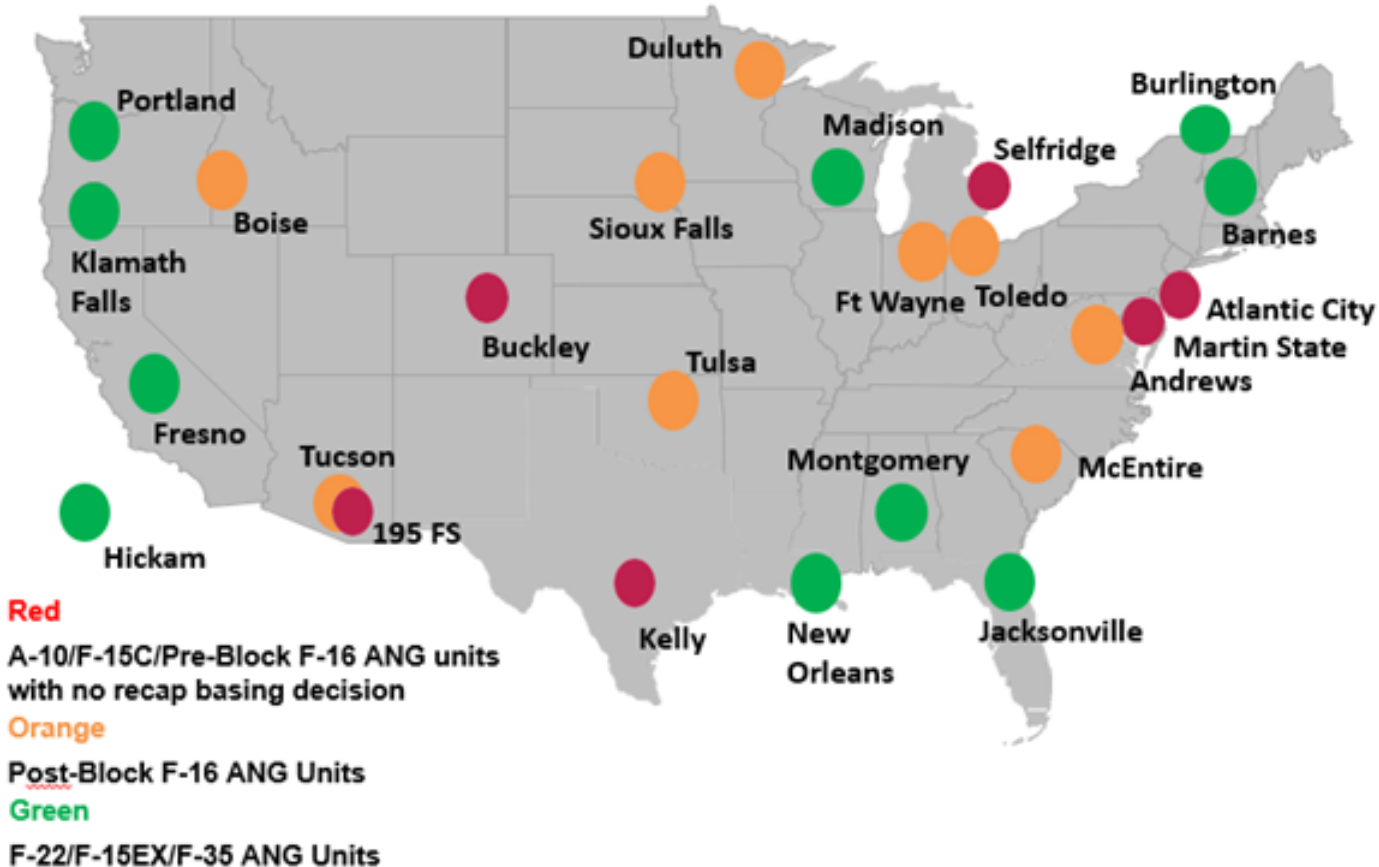 Duluth
Burlington
Portland
Madison
Selfridge
Boise
Sioux Falls
Barnes
Klamath
Falls
Ft Wayne
Toledo
Atlantic City
Buckley
Martin State
Tulsa
Andrews
Fresno
Tucson
Montgomery
McEntire
195 FS
Hickam
Kelly
New
Orleans
Jacksonville
Red
A-10/F-15C/Pre-Block F-16 ANG units
with no recap basing decision
Orange
Post-Block F-16 ANG Units
Green
F-22/F-15EX/F-35 ANG Units